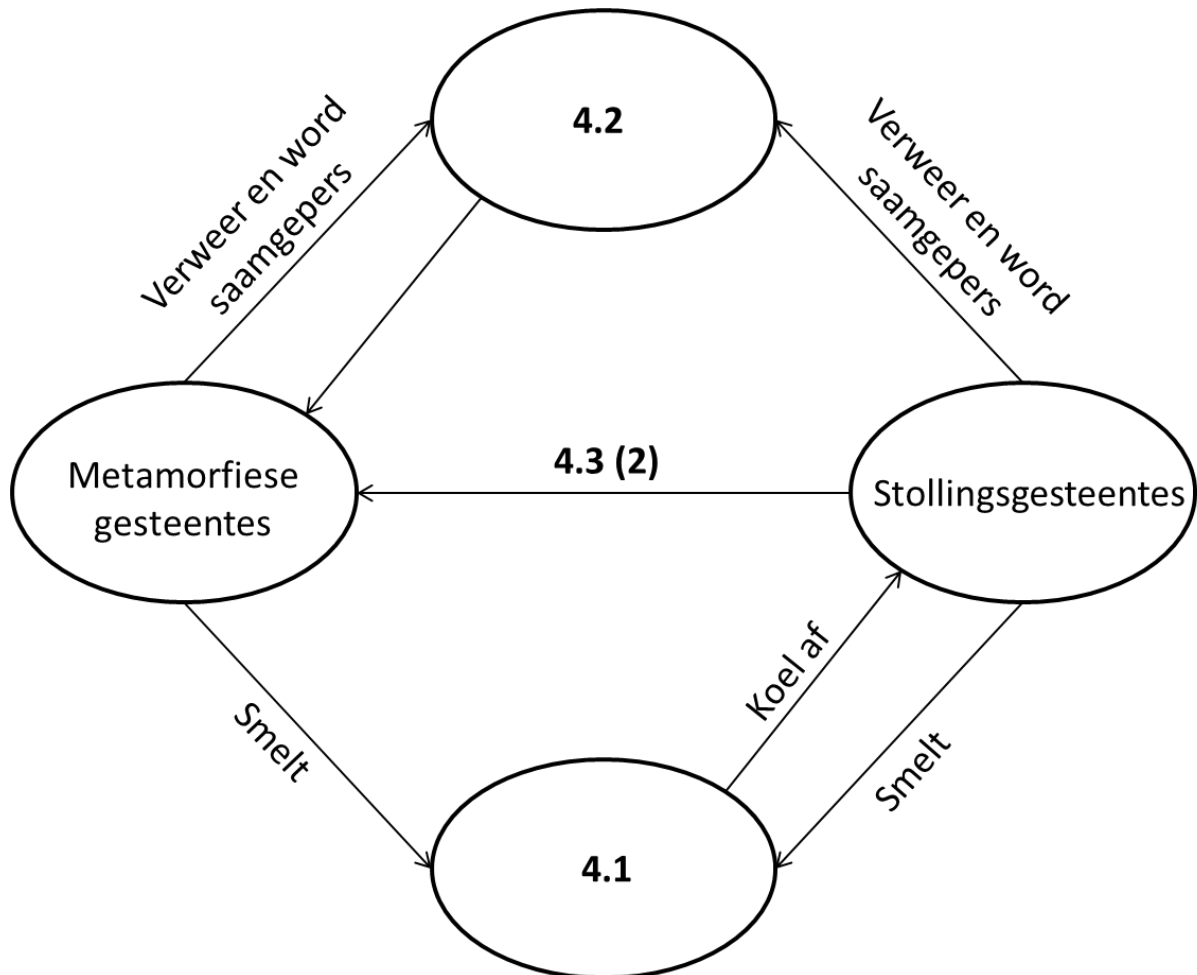 4.2
Verweer en word
saamgepers
Verweer en word
saamgepers
Metamorfiese
gesteentes
4.3 (2)
Stollingsgesteentes
Smelt
Koel af
Smelt
4.1